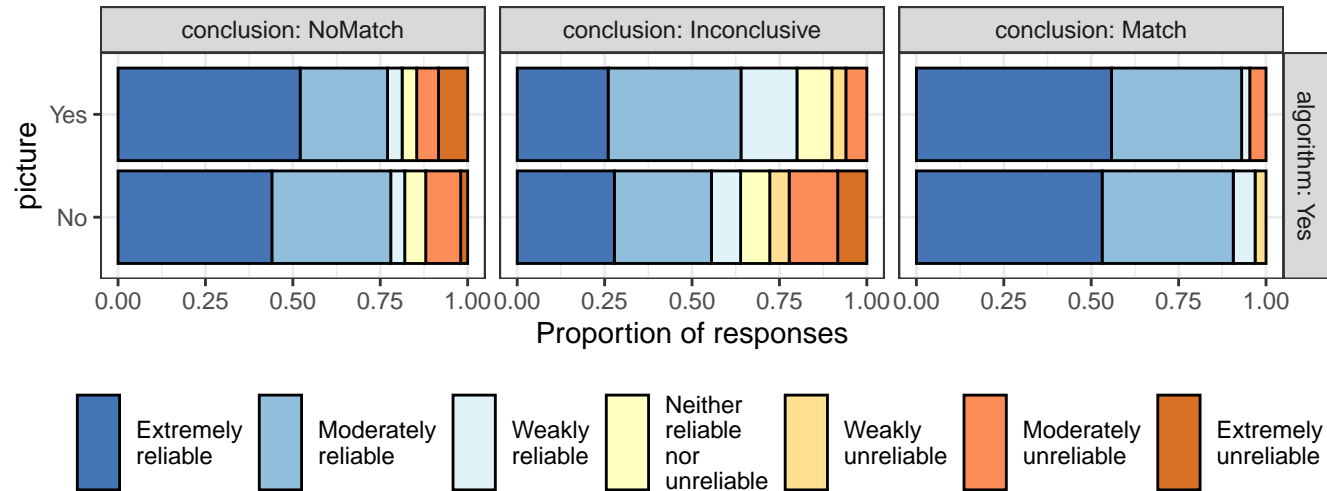 conclusion: NoMatch
conclusion: Inconclusive
conclusion: Match
picture
Yes
No
algorithm: Yes
0.00 0.25 0.50 0.75 1.00
0.00 0.25 0.50 0.75 1.00
0.00 0.25 0.50 0.75 1.00
Proportion of responses
Extremely
reliable
Moderately
reliable
Weakly
reliable
Neither
reliable
nor
unreliable
Weakly
unreliable
Moderately
unreliable
Extremely
unreliable